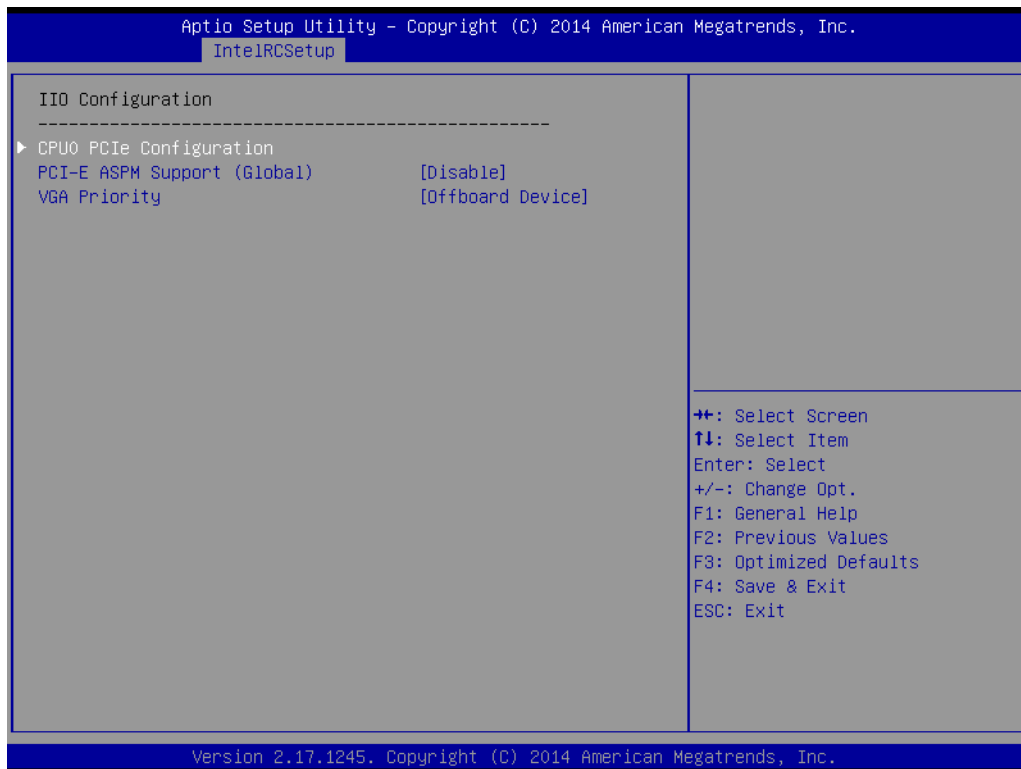 Aptio Setup Utility – Copyright (C) 2014 American Megatrends, Inc.
IntelRCSetup
IIO Configuration
--------------------------------------------------
▶ CPU0 PCIe Configuration
PCI-E ASPM Support (Global) [Disable]
VGA Priority [Offboard Device]
→←: Select Screen
↑↓: Select Item
Enter: Select
+/-: Change Opt.
F1: General Help
F2: Previous Values
F3: Optimized Defaults
F4: Save & Exit
ESC: Exit
Version 2.17.1245. Copyright (C) 2014 American Megatrends, Inc.